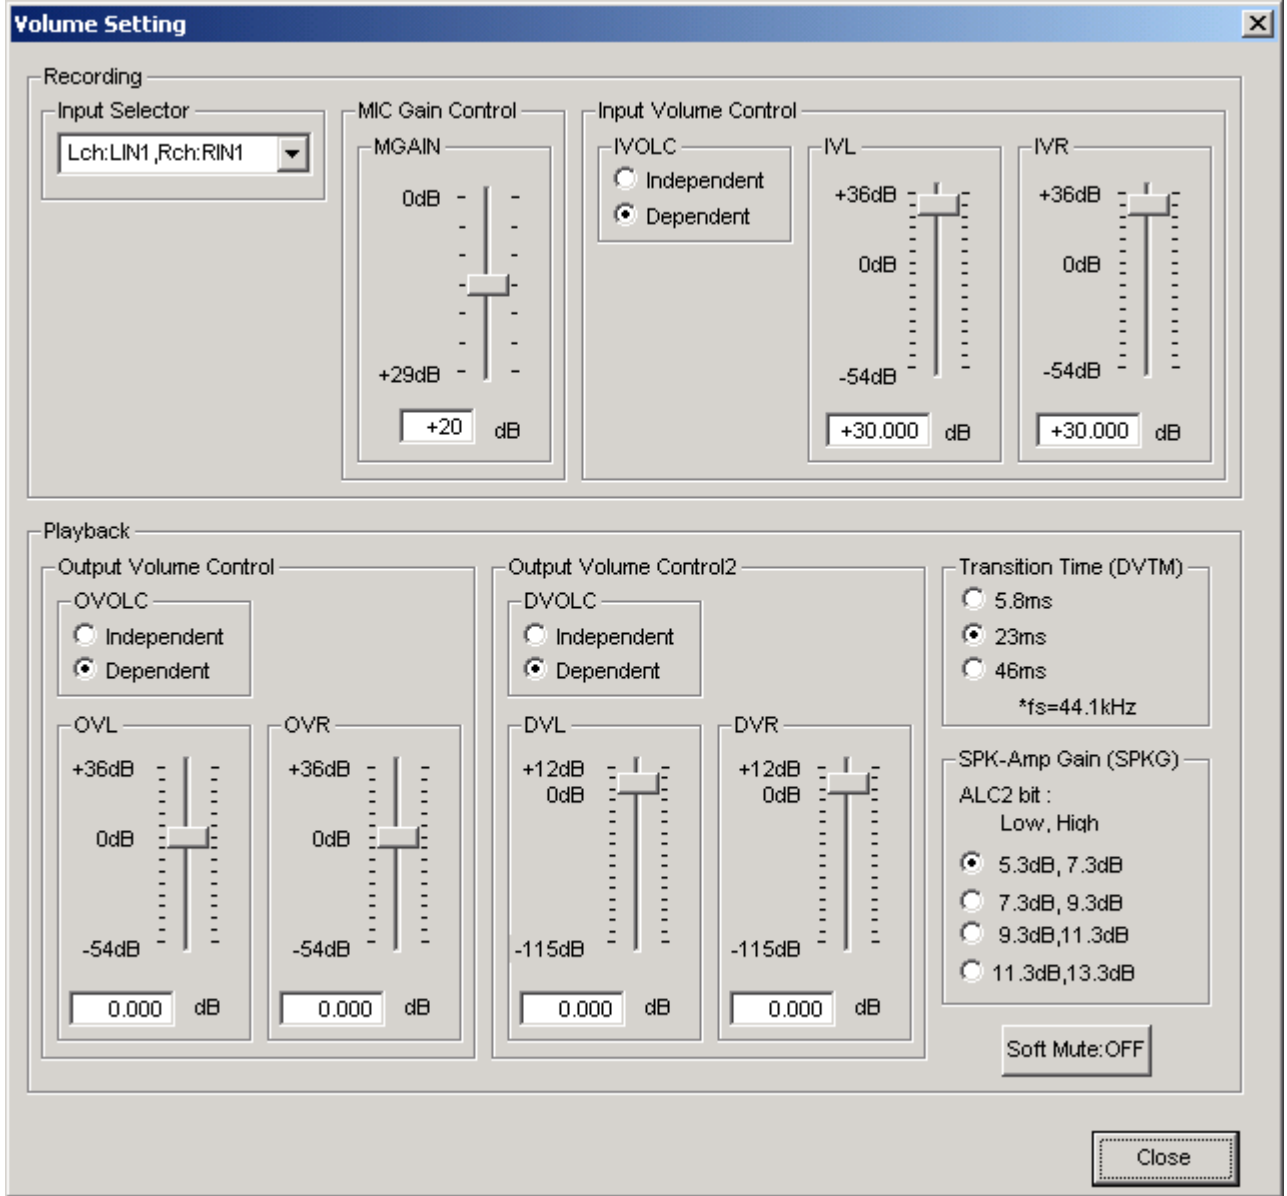 Volume Setting
Recording
Input Selector
Lch:LIN1,Rch:RIN1
MIC Gain Control
MGAIN
0dB
+29dB
+20 dB
Input Volume Control
IVOLC
Independent
Dependent
IVL
+36dB
0dB
-54dB
+30.000 dB
IVR
+36dB
0dB
-54dB
+30.000 dB
Playback
Output Volume Control
OVOLC
Independent
Dependent
OVL
+36dB
0dB
-54dB
0.000 dB
OVR
+36dB
0dB
-54dB
0.000 dB
Output Volume Control2
DVOLC
Independent
Dependent
DVL
+12dB
0dB
-115dB
0.000 dB
DVR
+12dB
0dB
-115dB
0.000 dB
Transition Time (DVTM)
5.8ms
23ms
46ms
*fs=44.1kHz
SPK-Amp Gain (SPKG)
ALC2 bit :
Low, High
5.3dB, 7.3dB
7.3dB, 9.3dB
9.3dB,11.3dB
11.3dB,13.3dB
Soft Mute:OFF
Close